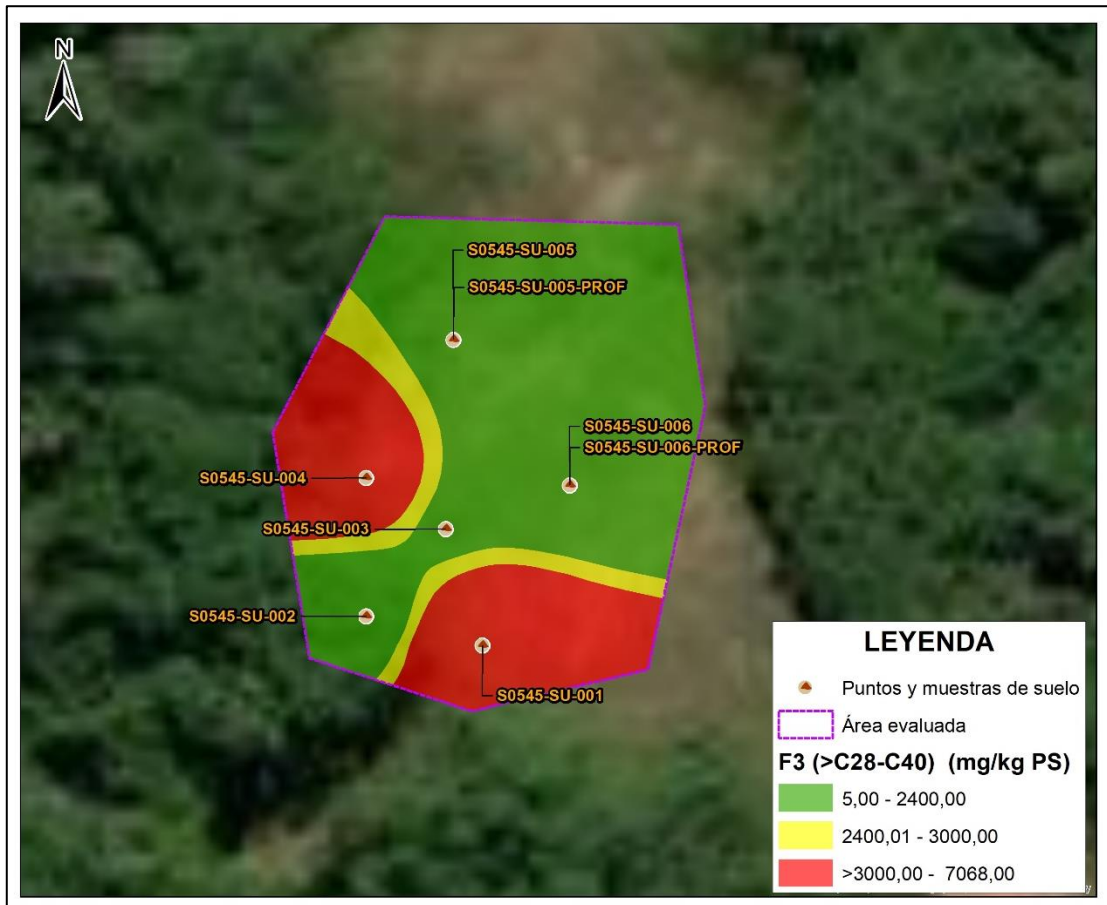 N
S0545-SU-005
S0545-SU-005-PROF
S0545-SU-006
S0545-SU-006-PROF
S0545-SU-004
S0545-SU-003
S0545-SU-002
S0545-SU-001
LEYENDA
Puntos y muestras de suelo
Área evaluada
F3 (>C28-C40) (mg/kg PS)
5,00 - 2400,00
2400,01 - 3000,00
>3000,00 - 7068,00